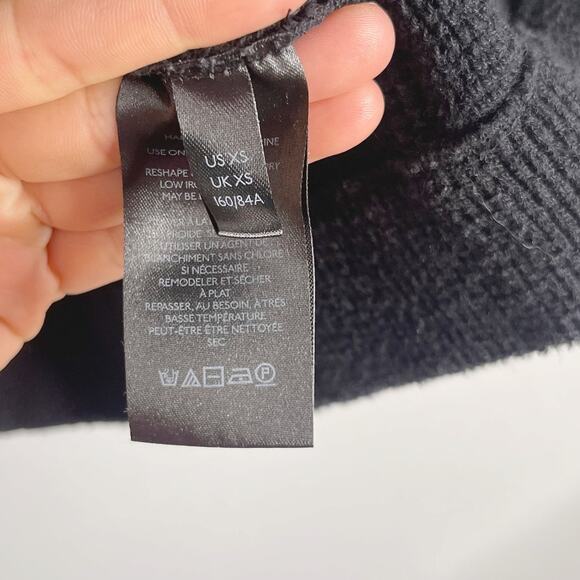 US XS
UK XS
160/84A
USE ON
RESHAPE
LOW IRO
MAY BE
UTILISER UN AGENT DE
BLANCHIMENT SANS CHLORE
SI NÉCESSAIRE
REMODELER ET SÉCHER
À PLAT
REPASSER, AU BESOIN, À TRÈS
BASSE TEMPÉRATURE
PEUT-ÊTRE ÊTRE NETTOYÉE
SEC
P